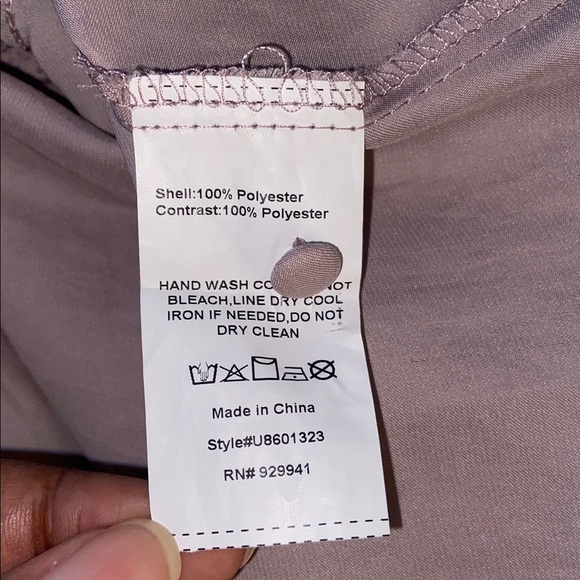 Shell:100% Polyester
Contrast:100% Polyester
HAND WASH NOT
BLEACH,LINE DRY COOL
IRON IF NEEDED,DO NOT
DRY CLEAN
Made in China
Style#U8601323
RN# 929941